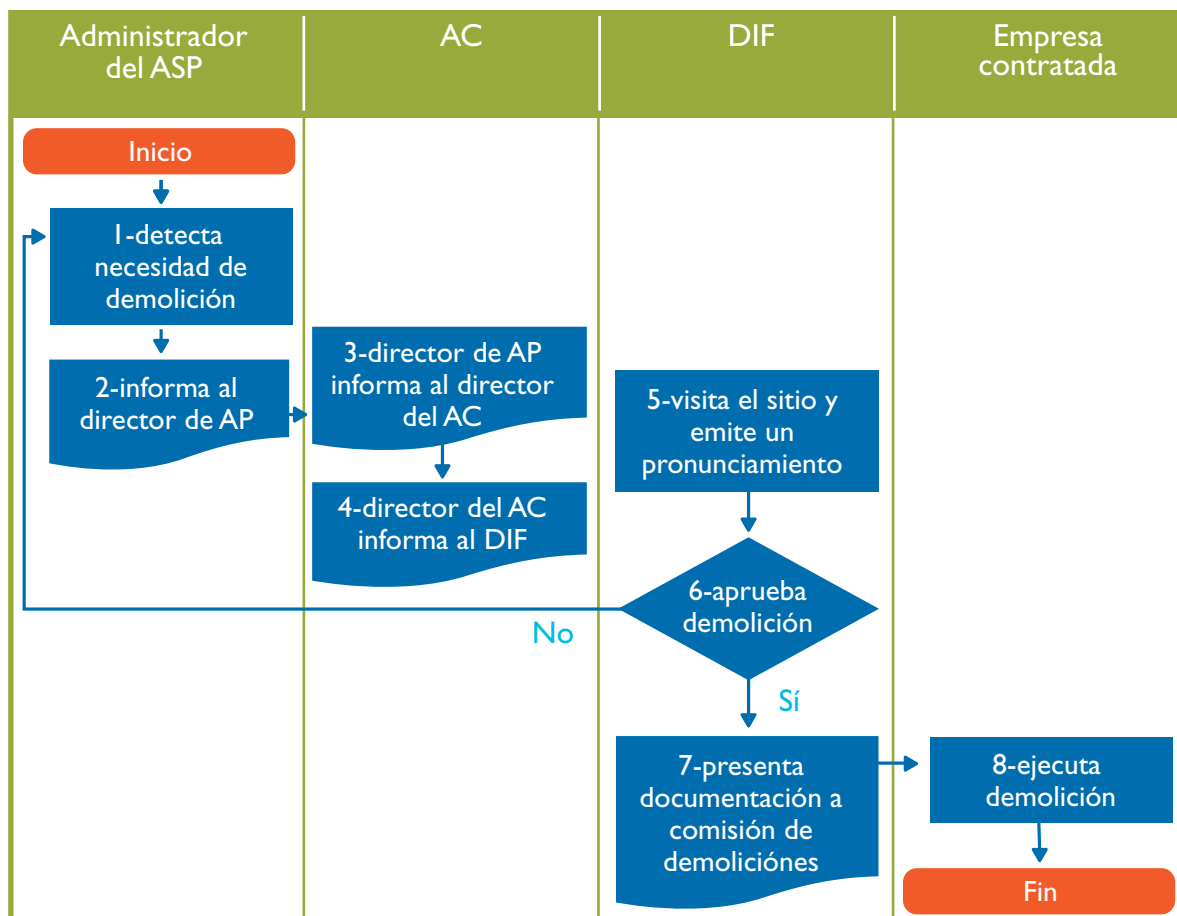 Administrador
del ASP
AC
DIF
Empresa
contratada
Inicio
1-detecta
necesidad de
demolición
2-informa al
director de AP
3-director de AP
informa al director
del AC
4-director del AC
informa al DIF
5-visita el sitio y
emite un
pronunciamiento
6-aprueba
demolición
No
Sí
7-presenta
documentación a
comisión de
demoliciónes
8-ejecuta
demolición
Fin